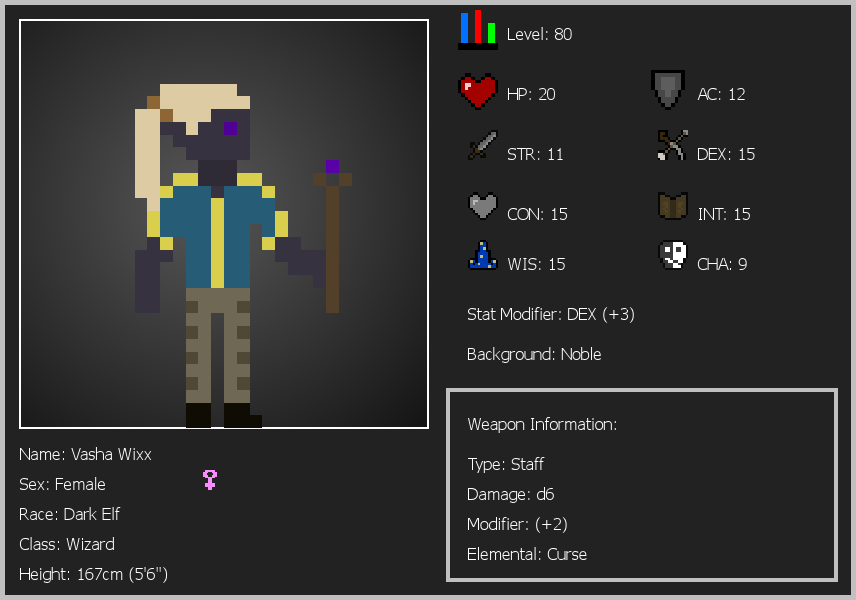 Level: 80
HP: 20
AC: 12
STR: 11
DEX: 15
CON: 15
INT: 15
WIS: 15
CHA: 9
Stat Modifier: DEX (+3)
Background: Noble
Weapon Information:
Type: Staff
Damage: d6
Modifier: (+2)
Elemental: Curse
Name: Vasha Wixx
Sex: Female
Race: Dark Elf
Class: Wizard
Height: 167cm (5'6")